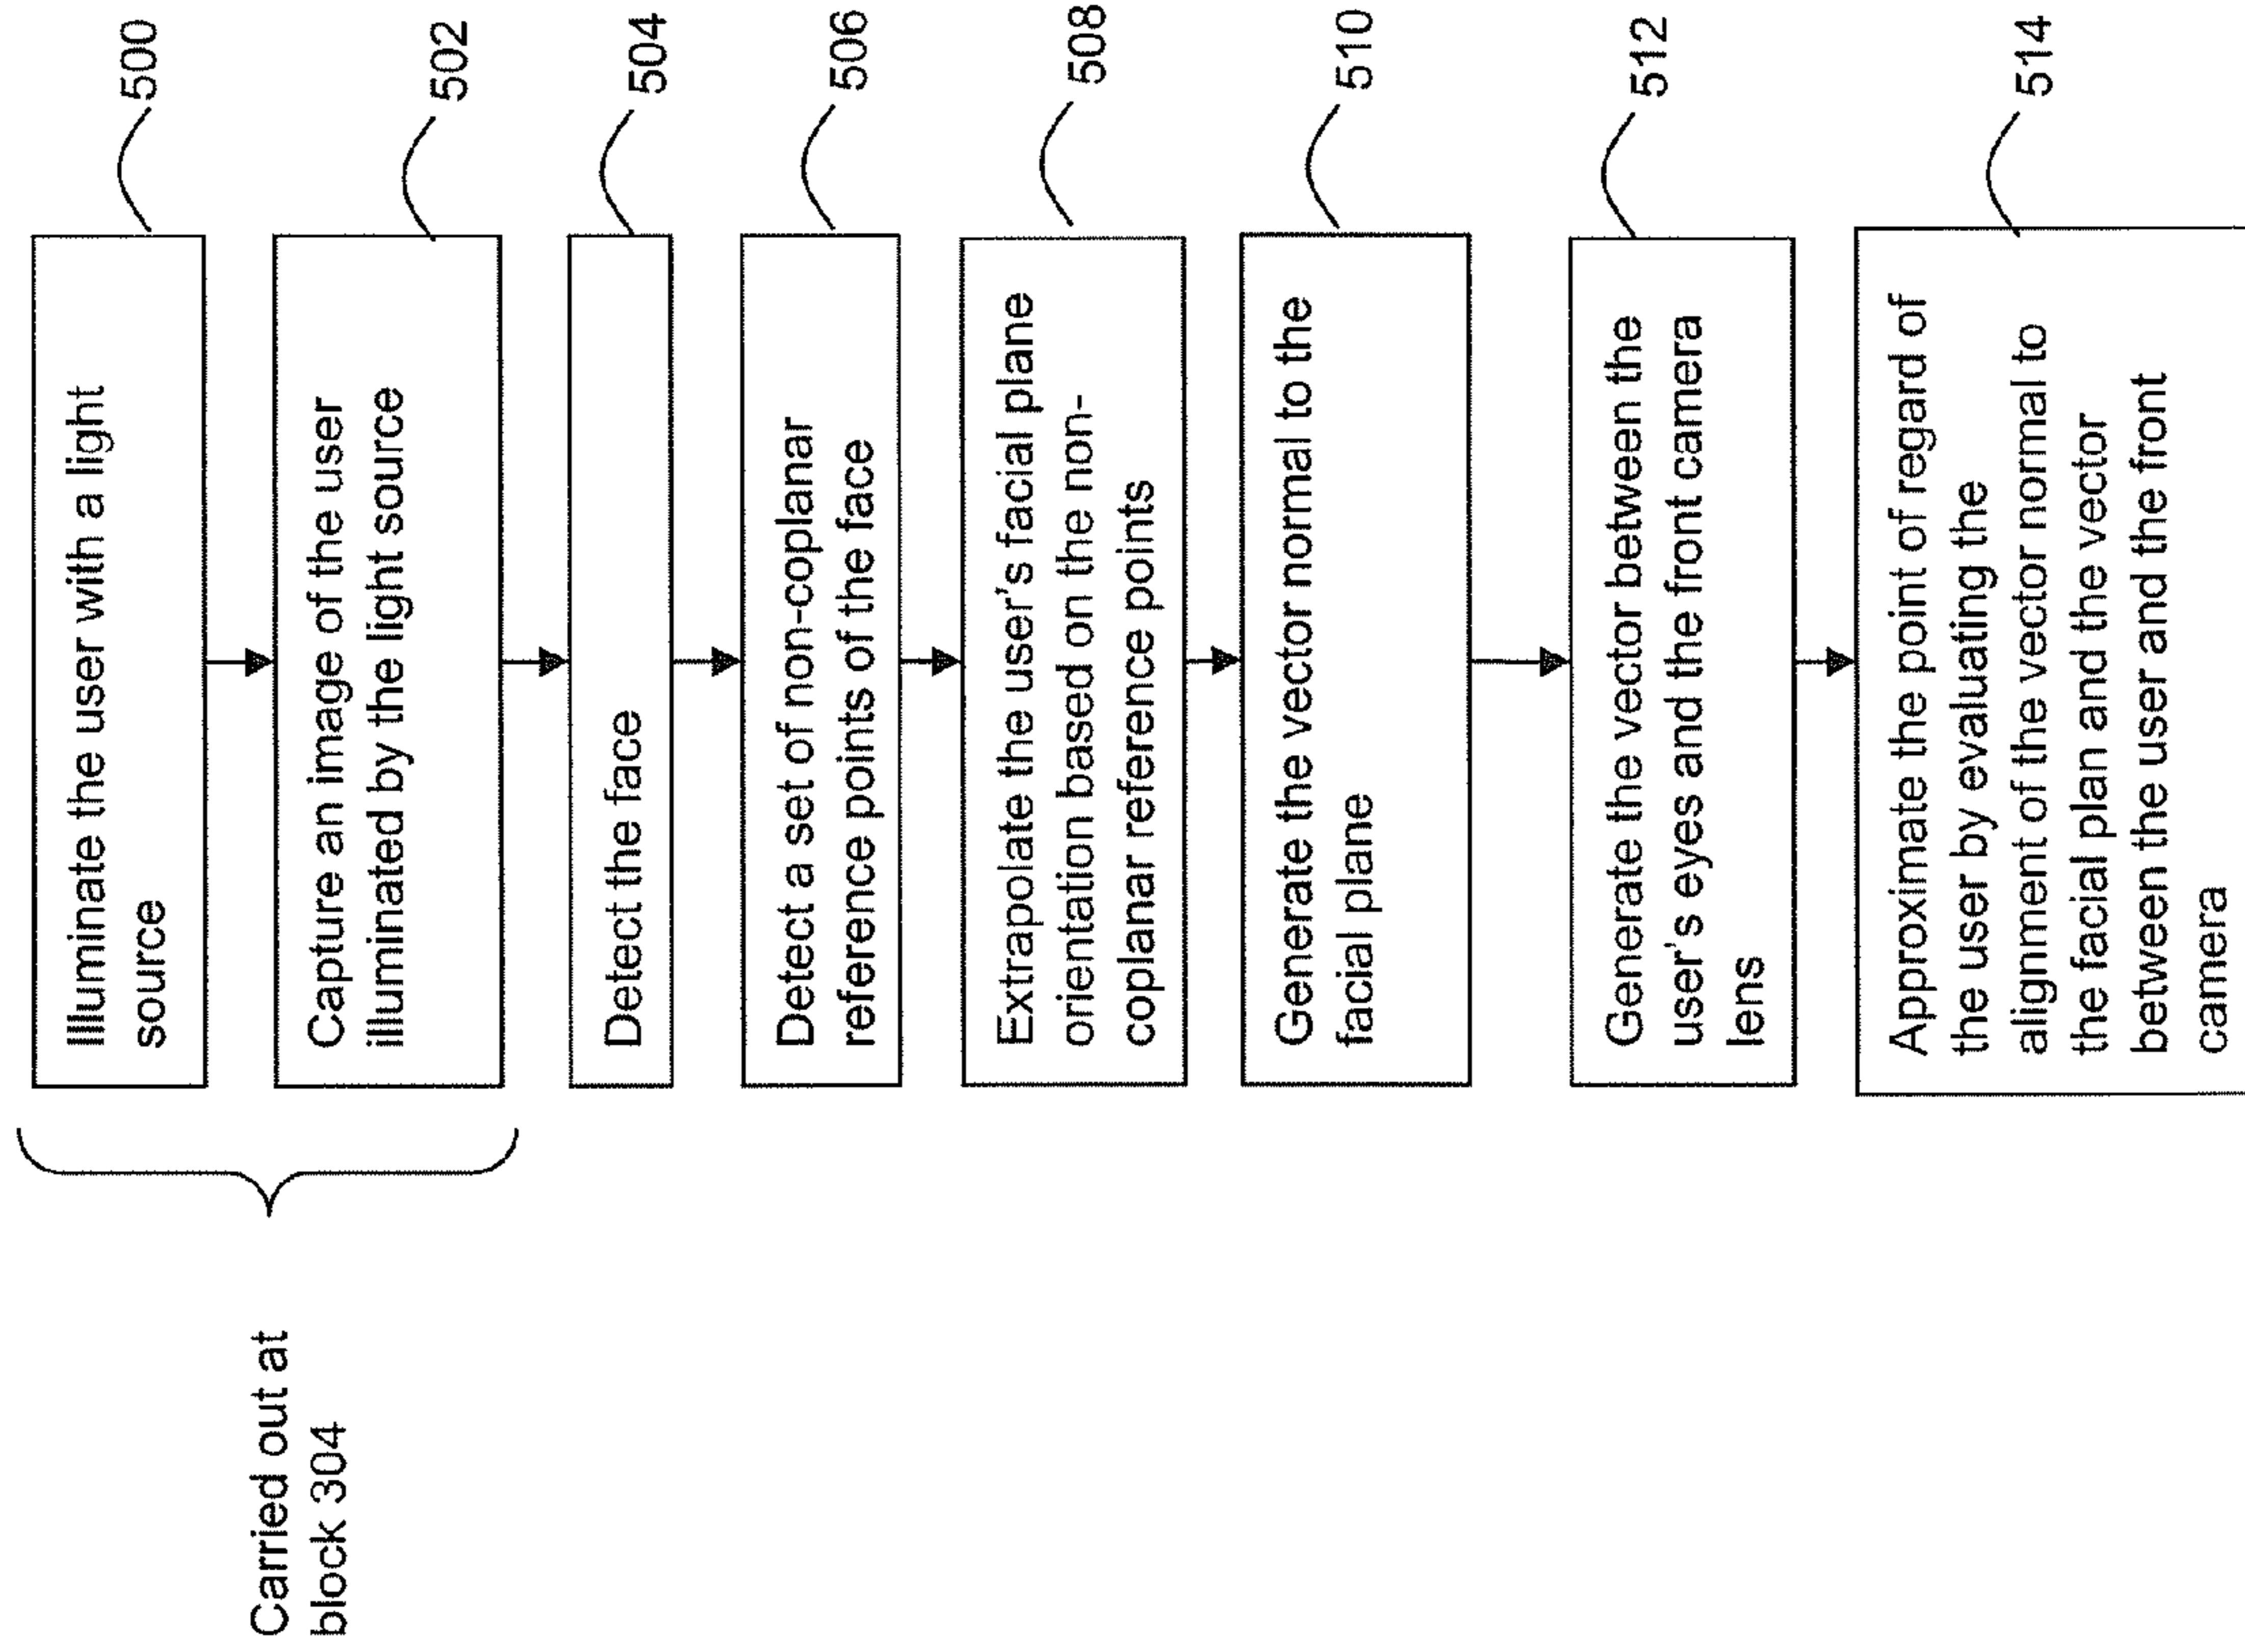 Illuminate the user with a light
source
500
Capture an image of the user
illuminated by the light source
502
Carried out at
block 304
Detect the face
504
Detect a set of non-coplanar
reference points of the face
506
Extrapolate the user's facial plane
orientation based on the non-
coplanar reference points
508
Generate the vector normal to the
facial plane
510
Generate the vector between the
user's eyes and the front camera
lens
512
Approximate the point of regard of
the user by evaluating the
alignment of the vector normal to
the facial plan and the vector
between the user and the front
camera
514